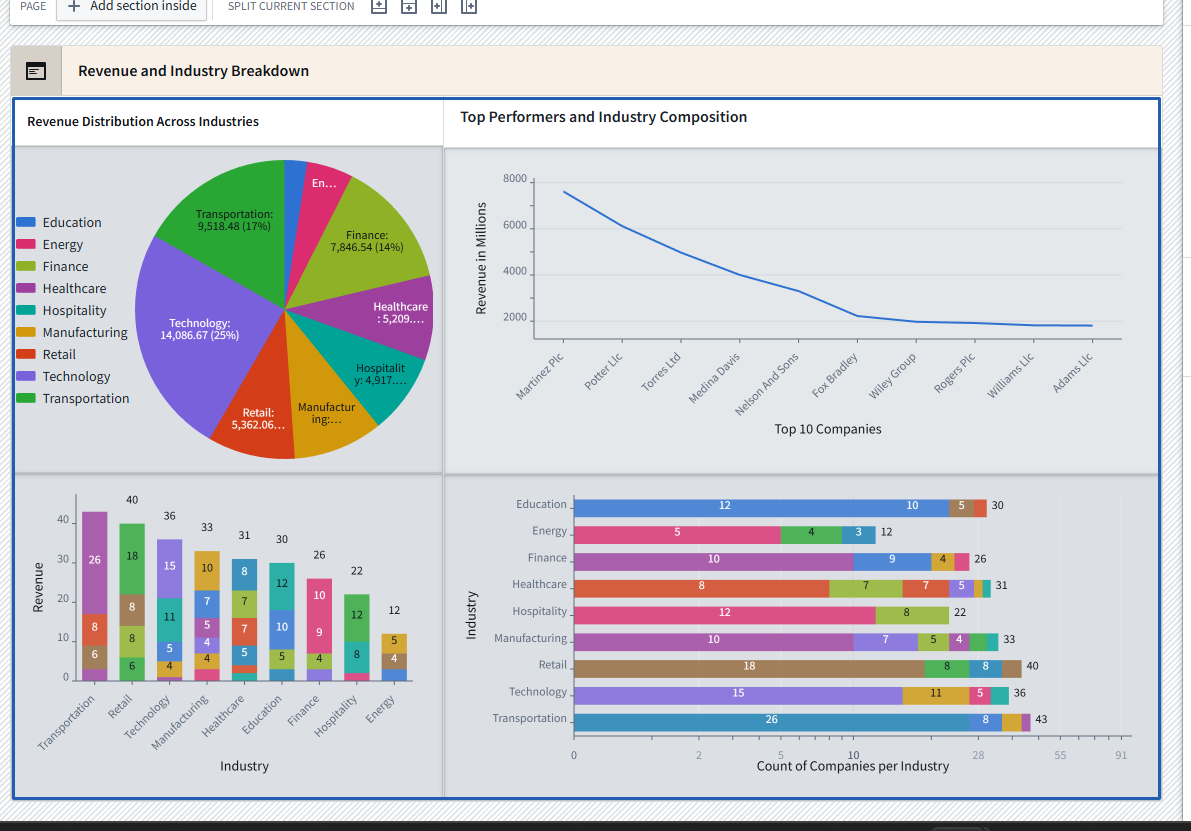 PAGE
Add section inside
SPLIT CURRENT SECTION
Revenue and Industry Breakdown
Revenue Distribution Across Industries
Top Performers and Industry Composition
Education
Energy
Finance
Healthcare
Hospitality
Manufacturing
Retail
Technology
Transportation
En...
Transportation:
9,518.48 (17%)
Finance:
7,846.54 (14%)
Healthcare
: 5,209....
Technology:
14,086.67 (25%)
Hospitalit
y: 4,917....
Manufactur
ing:...
Retail:
5,362.06...
Revenue in Millions
8000
6000
4000
2000
Martinez Plc
Potter Llc
Torres Ltd
Medina Davis
Nelson And Sons
Fox Bradley
Wiley Group
Rogers Plc
Williams Llc
Adams Llc
Top 10 Companies
Revenue
40
30
20
10
0
26
8
6
40
18
8
8
6
36
15
11
5
4
33
10
7
5
4
4
31
8
7
7
5
30
12
10
5
26
10
9
4
22
12
8
12
5
4
Transportation
Retail
Technology
Manufacturing
Healthcare
Education
Finance
Hospitality
Energy
Industry
Industry
Education 12 10 5 30
Energy 5 4 3 12
Finance 10 9 4 26
Healthcare 8 7 7 5 31
Hospitality 12 8 22
Manufacturing 10 7 5 4 33
Retail 18 8 8 40
Technology 15 11 5 36
Transportation 26 8 43
0 2 5 10 28 55 91
Count of Companies per Industry